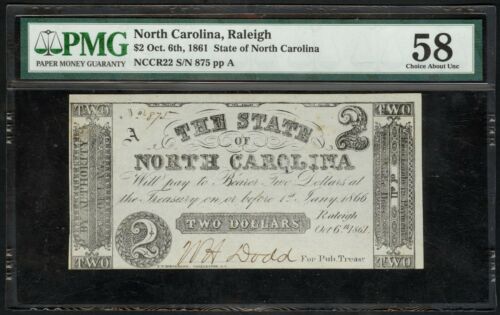 PMG
PAPER MONEY GUARANTY
North Carolina, Raleigh
$2 Oct. 6th, 1861 State of North Carolina
NCCR22 S/N 875 pp A
58
Choice About Unc
TWO
TWO
No 875
A
THE STATE
2
OF
NORTH CAROLINA
Will pay to Bearer Two Dollars at
the Treasury on, or before 1st Jany. 1866
Raleigh
TWO DOLLARS
Oct 6th, 1861.
2
W H Dodd
For Pub. Treasr.
TWO
TWO